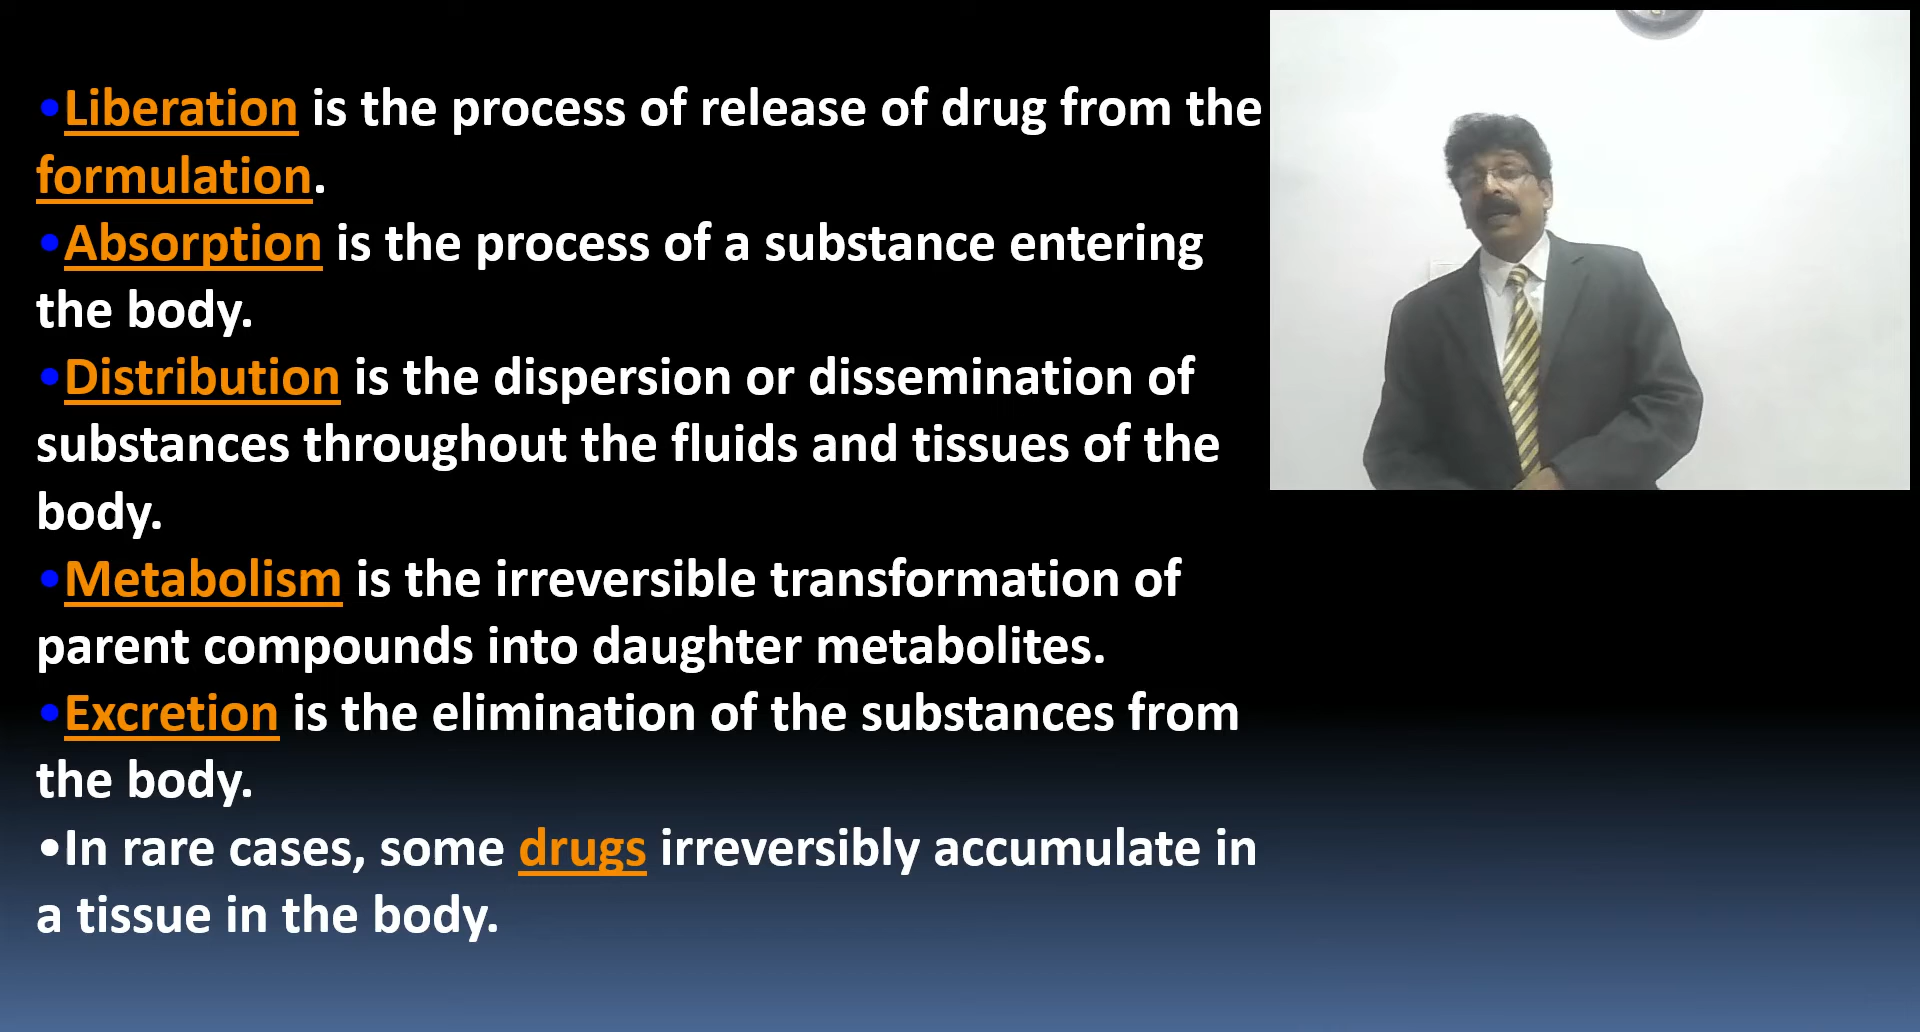 •Liberation is the process of release of drug from the
formulation.
•Absorption is the process of a substance entering
the body.
•Distribution is the dispersion or dissemination of
substances throughout the fluids and tissues of the
body.
•Metabolism is the irreversible transformation of
parent compounds into daughter metabolites.
•Excretion is the elimination of the substances from
the body.
•In rare cases, some drugs irreversibly accumulate in
a tissue in the body.